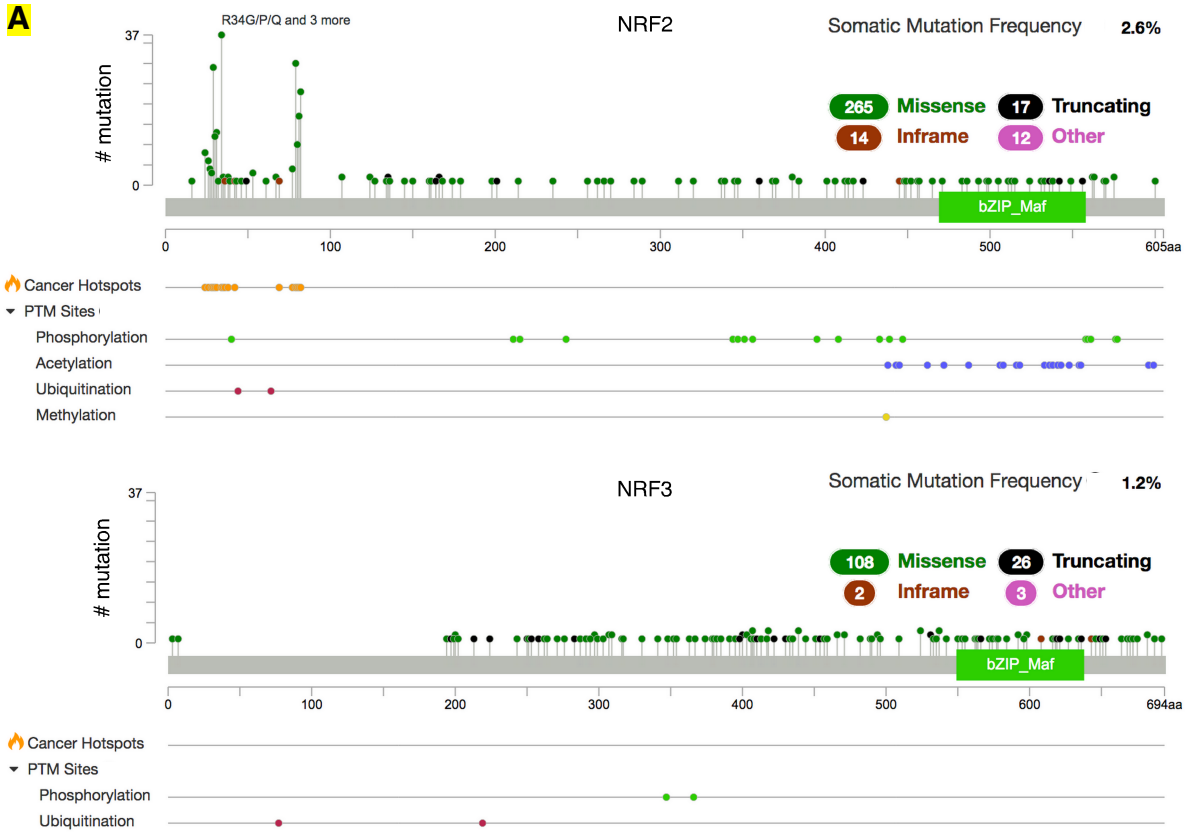 A
R34G/P/Q and 3 more
NRF2
Somatic Mutation Frequency 2.6%
37
# mutation
0
265 Missense 17 Truncating
14 Inframe 12 Other
bZIP_Maf
0 100 200 300 400 500 605aa
Cancer Hotspots
PTM Sites
Phosphorylation
Acetylation
Ubiquitination
Methylation
NRF3
Somatic Mutation Frequency 1.2%
37
# mutation
0
108 Missense 26 Truncating
2 Inframe 3 Other
bZIP_Maf
0 100 200 300 400 500 600 694aa
Cancer Hotspots
PTM Sites
Phosphorylation
Ubiquitination